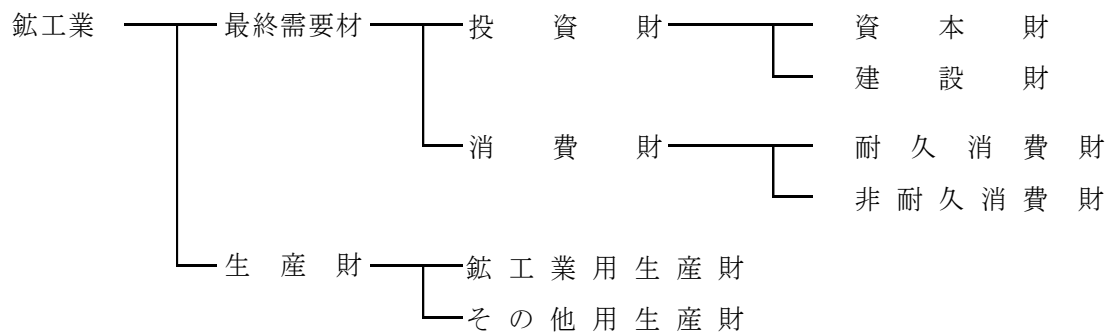 鉱工業 最終需要材 投資財 資本財
建設財
消費財 耐久消費財
非耐久消費財
生産財 鉱工業用生産財
その他用生産財